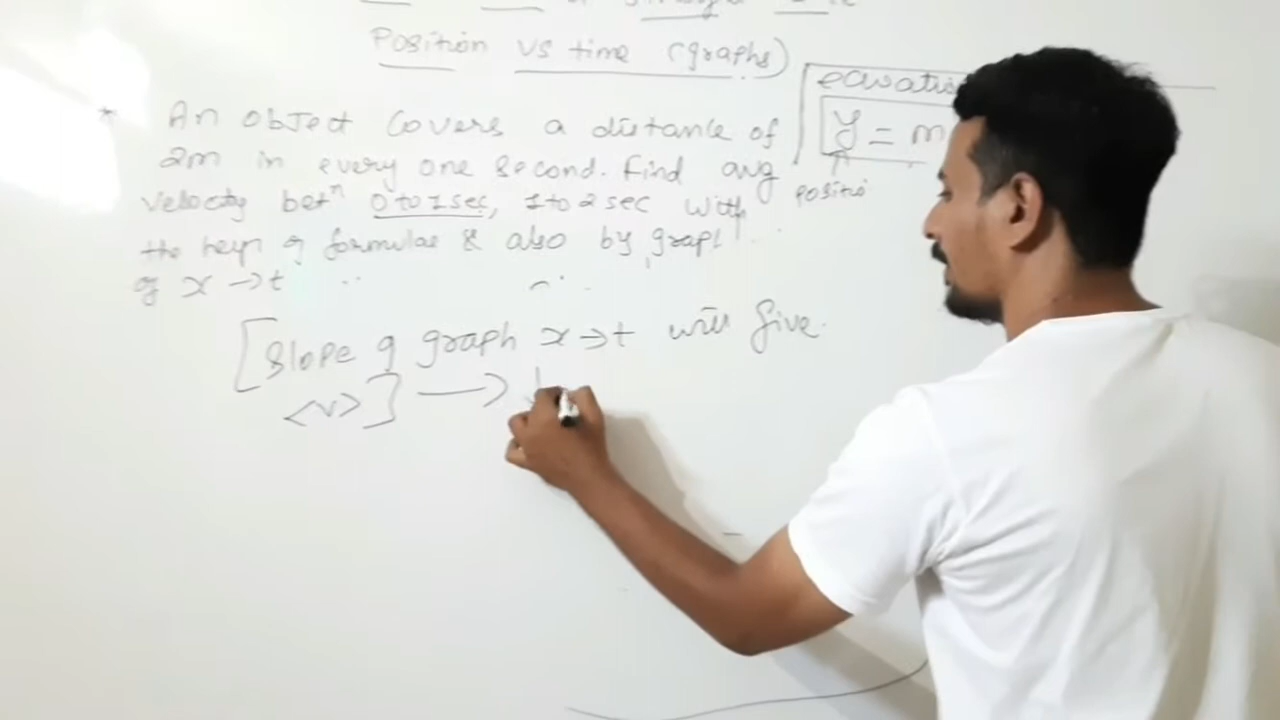 Position vs time (graphs)
equatio
y = m
positio
* An object covers a distance of
2m in every one second. Find avg
velocity betⁿ 0 to 1 sec, 1 to 2 sec with
the help of formulae & also by graph
of x → t
[Slope of graph x → t will give
<v>] →